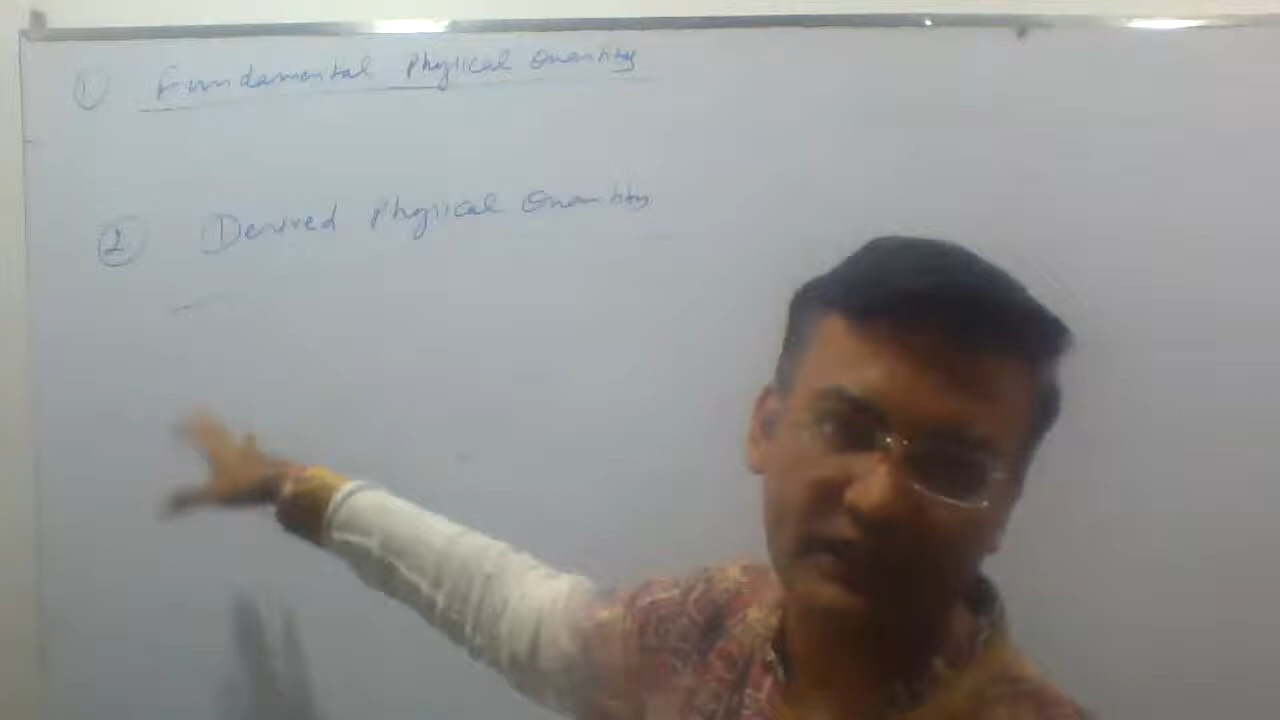 ① Fundamental Physical Quantity
② Derived Physical Quantity